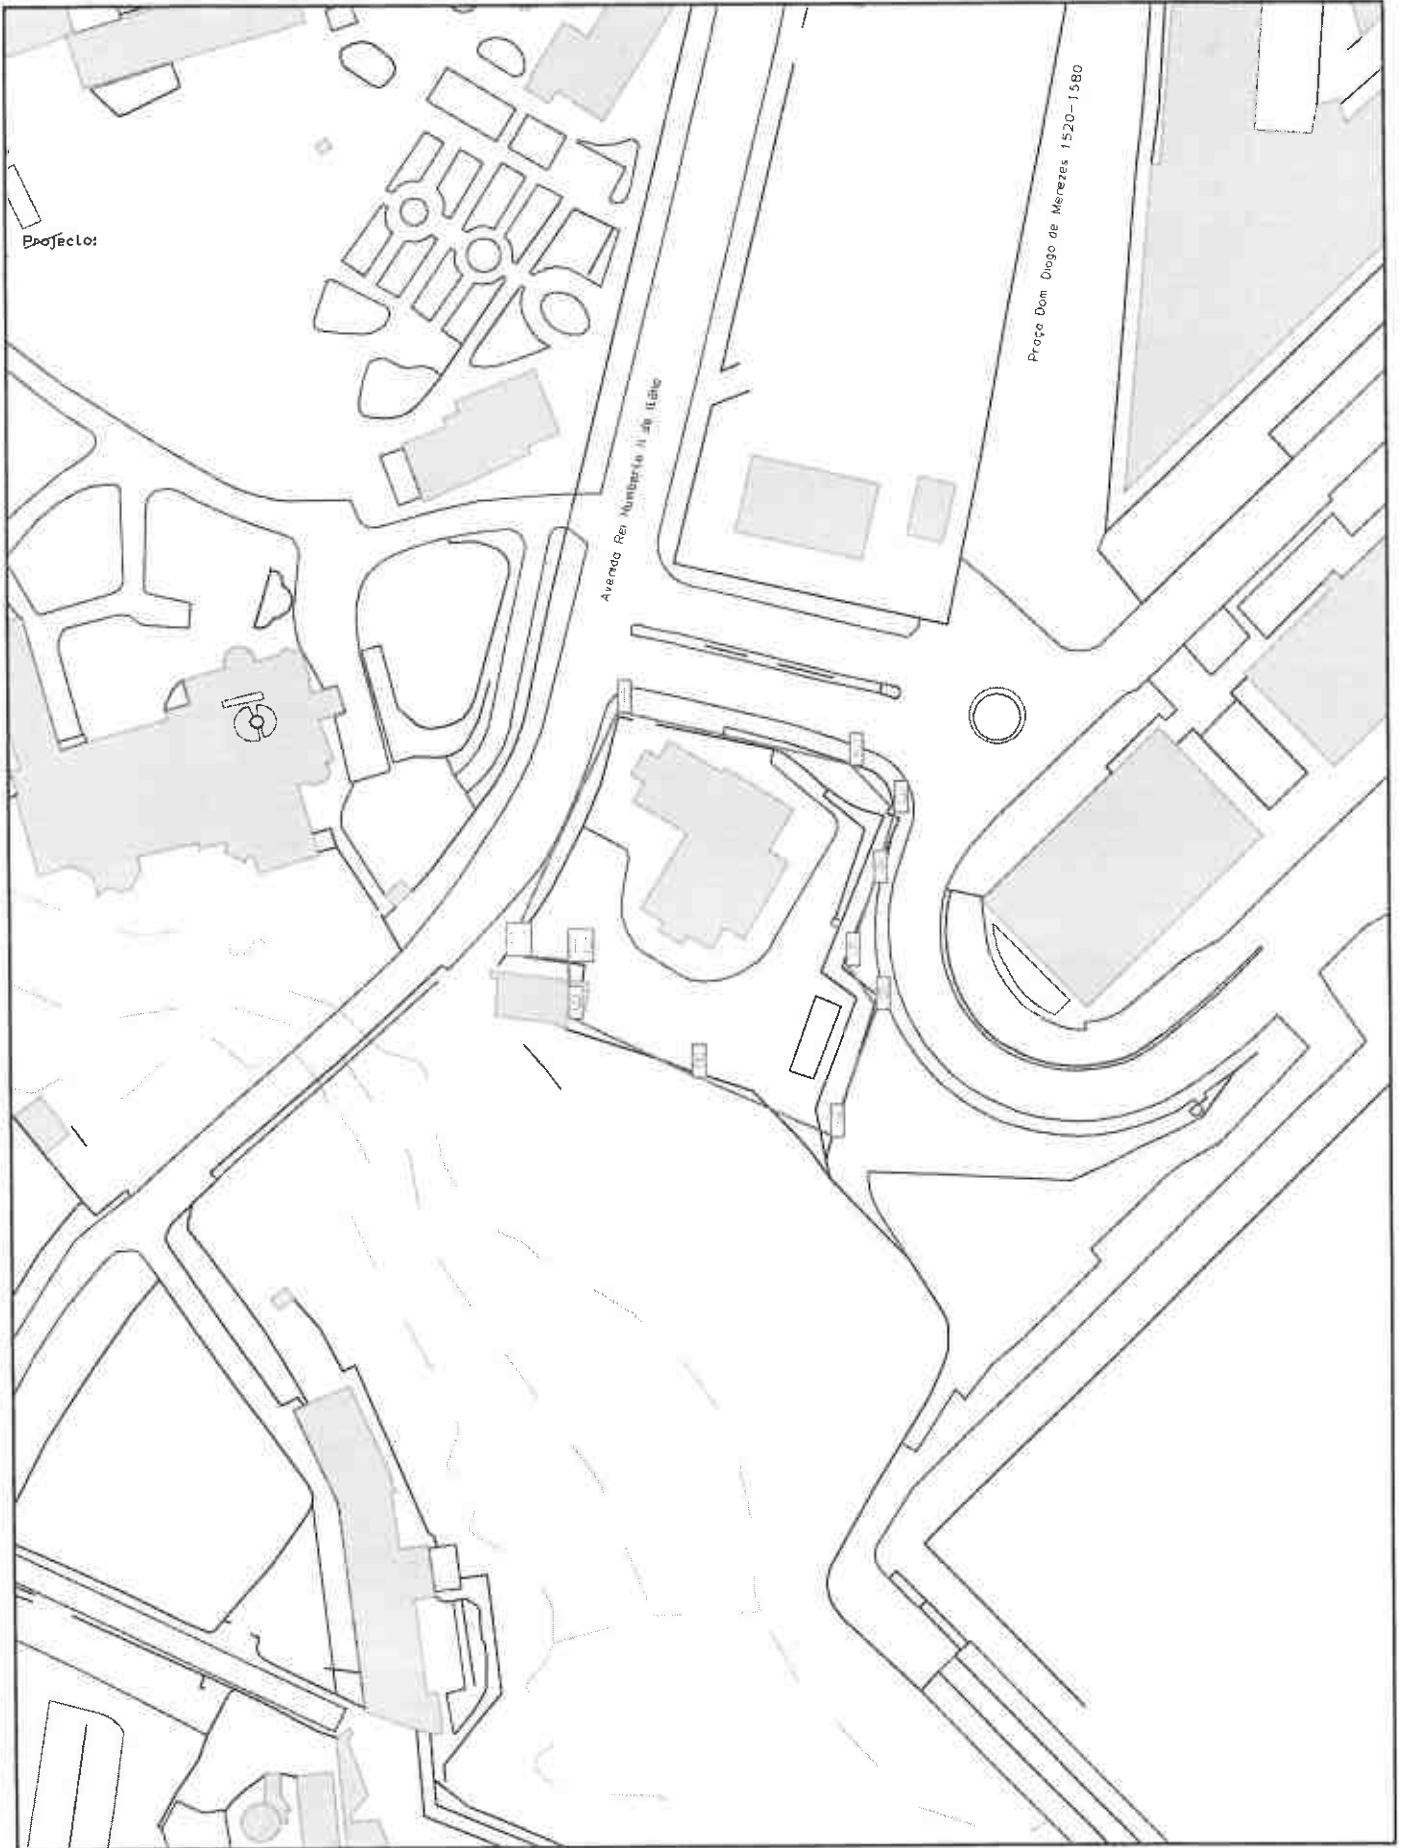 Praça Dom Diogo de Menezes 1520-1580
Projecto:
Avenida Rei Humberto II de Itália